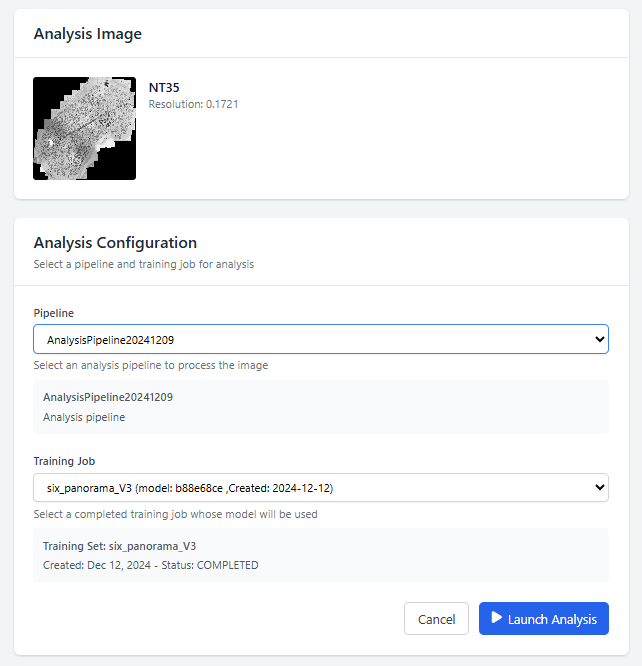 Analysis Image
NT35
Resolution: 0.1721
Analysis Configuration
Select a pipeline and training job for analysis
Pipeline
AnalysisPipeline20241209
Select an analysis pipeline to process the image
AnalysisPipeline20241209
Analysis pipeline
Training Job
six_panorama_V3 (model: b88e68ce ,Created: 2024-12-12)
Select a completed training job whose model will be used
Training Set: six_panorama_V3
Created: Dec 12, 2024 - Status: COMPLETED
Cancel
Launch Analysis